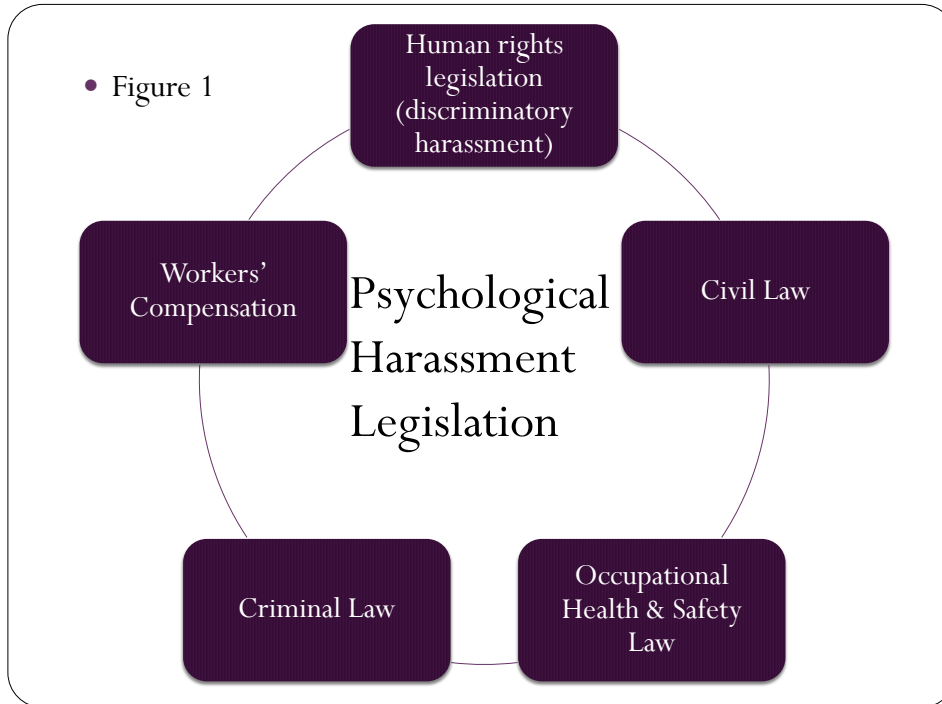 • Figure 1
Human rights
legislation
(discriminatory
harassment)
Workers’
Compensation
Psychological
Harassment
Legislation
Civil Law
Criminal Law
Occupational
Health & Safety
Law